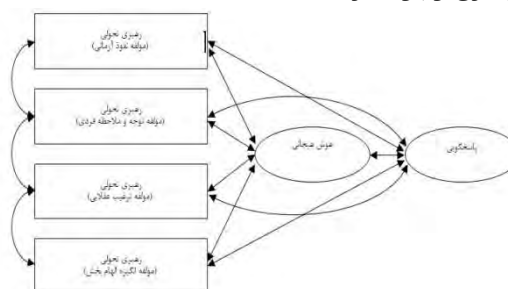 رهبری تحولی
(مولفه نفوذ آرمانی)
رهبری تحولی
(مولفه توجه و ملاحظه فردی)
رهبری تحولی
(مولفه ترغیب عقلایی)
رهبری تحولی
(مولفه انگیزه الهام بخش)
هوش هیجانی
پاسخگویی